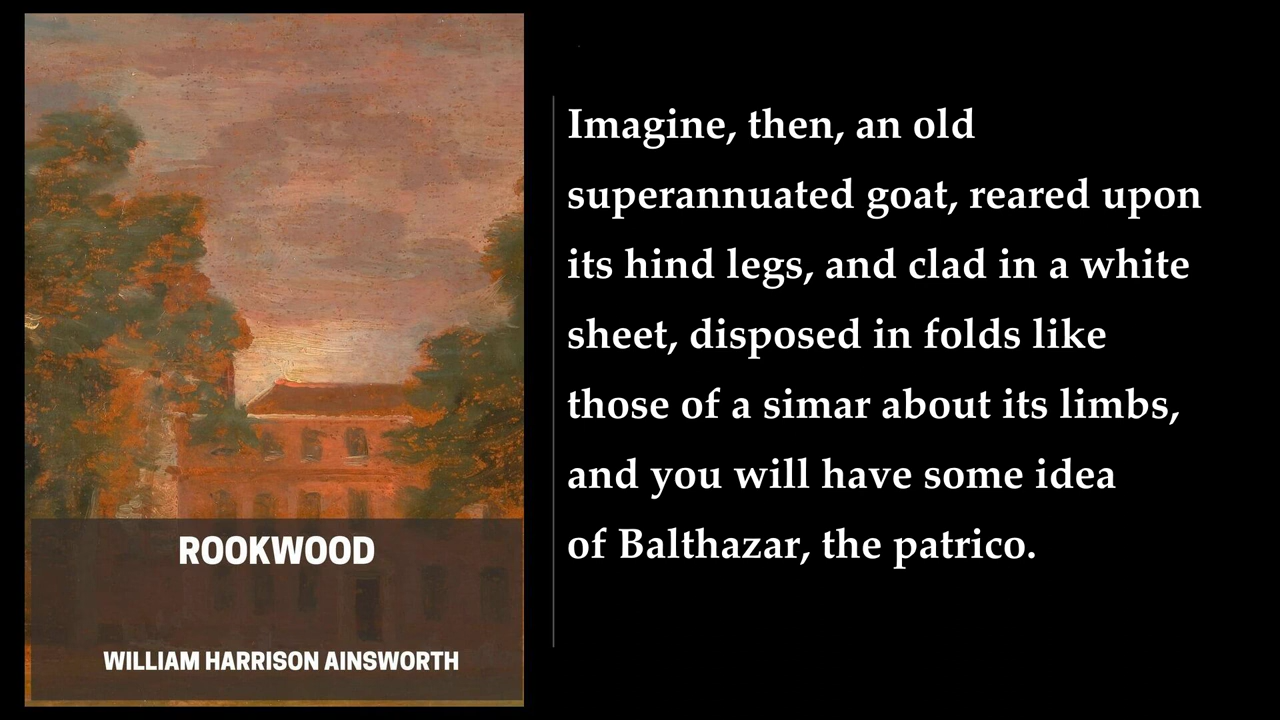 ROOKWOOD
WILLIAM HARRISON AINSWORTH
Imagine, then, an old
superannuated goat, reared upon
its hind legs, and clad in a white
sheet, disposed in folds like
those of a simar about its limbs,
and you will have some idea
of Balthazar, the patrico.